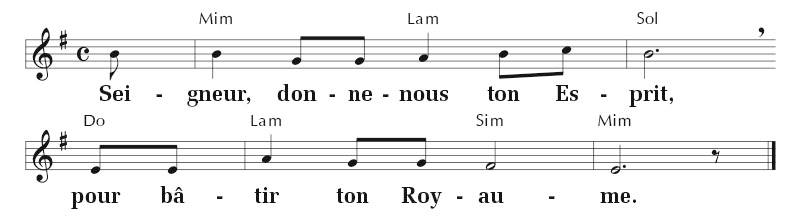 Mim Lam Sol
Sei - gneur, don - ne - nous ton Es - prit,
Do Lam Sim Mim
pour bâ - tir ton Roy - au - me.